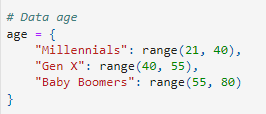 # Data age
age = {
    "Millennials": range(21, 40),
    "Gen X": range(40, 55),
    "Baby Boomers": range(55, 80)
}